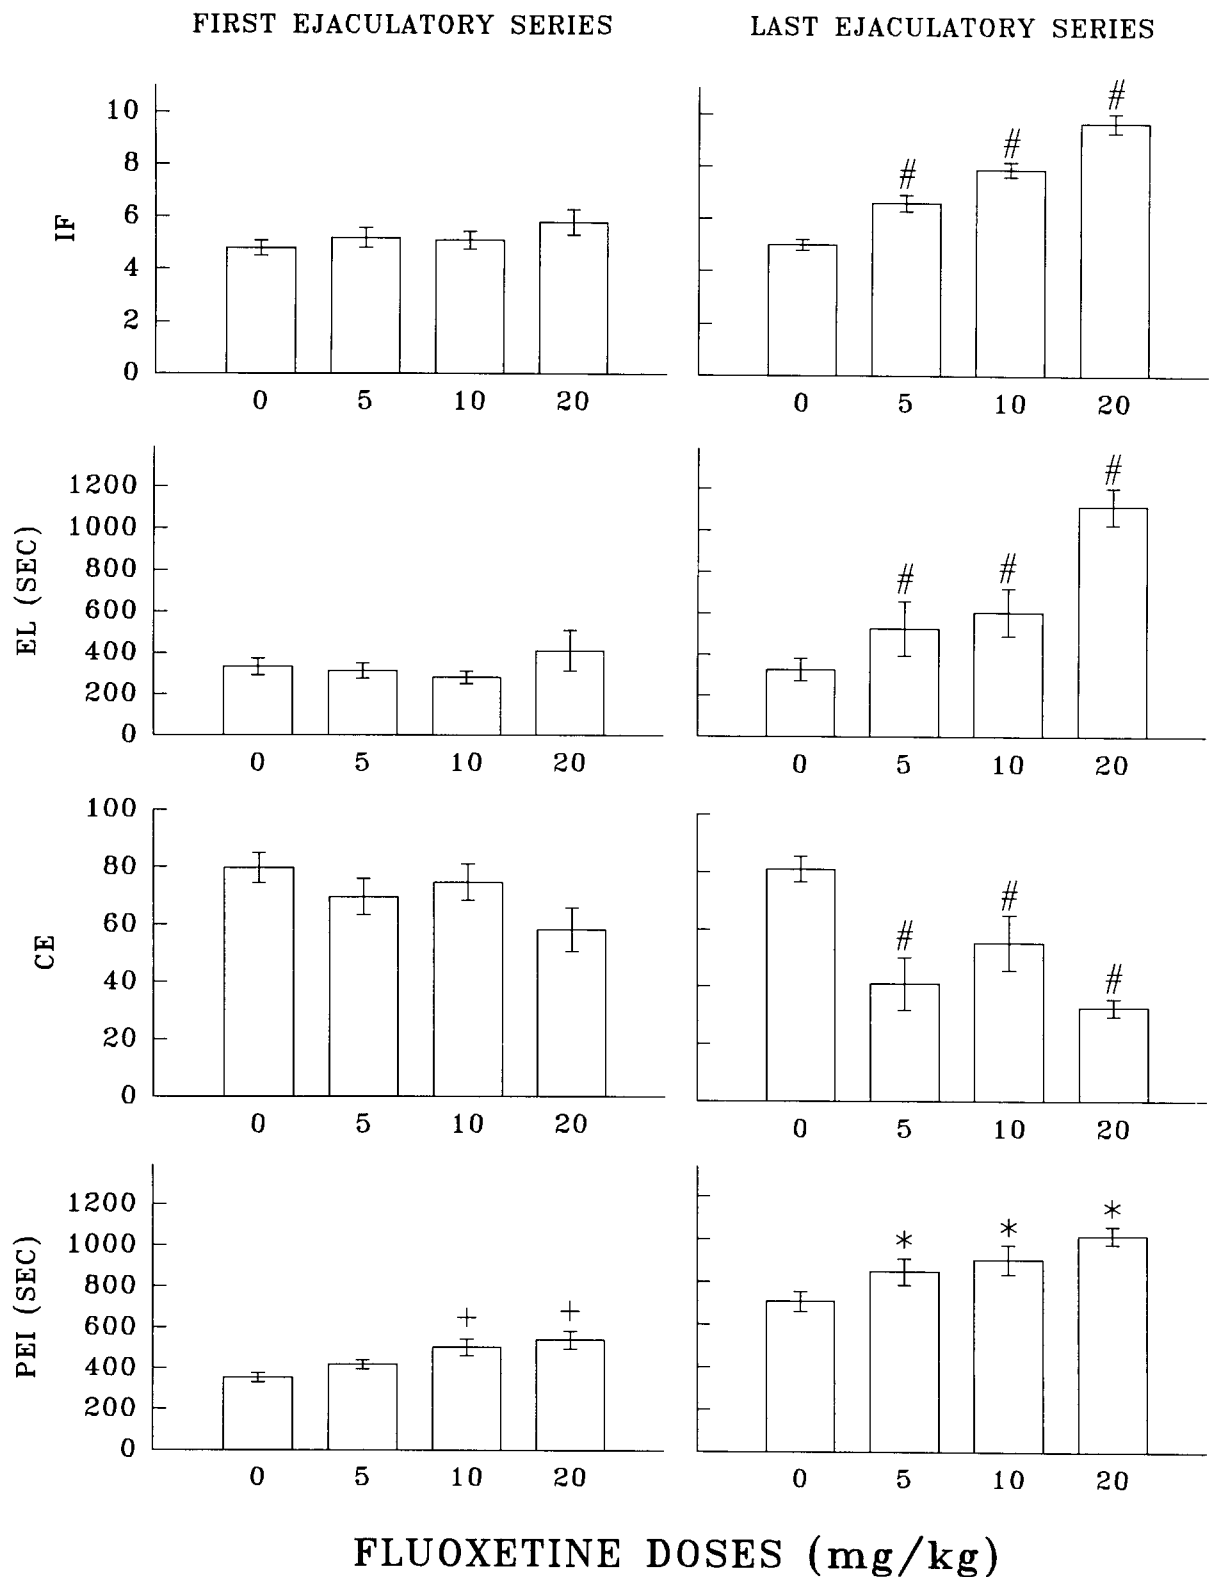 FIRST EJACULATORY SERIES
LAST EJACULATORY SERIES
IF
10
8
6
4
2
0
0 5 10 20
# # #
0 5 10 20
EL (SEC)
1200
1000
800
600
400
200
0
0 5 10 20
# # #
0 5 10 20
CE
100
80
60
40
20
0
0 5 10 20
# # #
0 5 10 20
PEI (SEC)
1200
1000
800
600
400
200
0
+ +
0 5 10 20
* * *
0 5 10 20
FLUOXETINE DOSES (mg/kg)